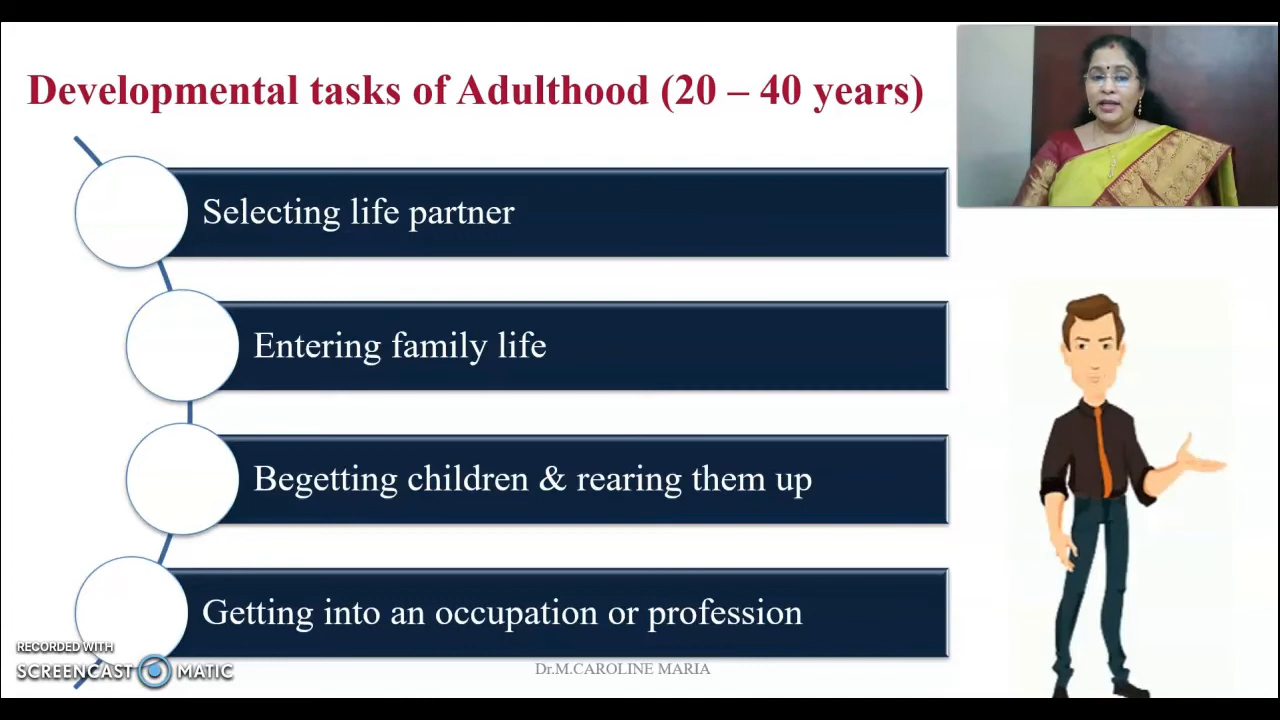 Developmental tasks of Adulthood (20 – 40 years)
Selecting life partner
Entering family life
Begetting children & rearing them up
Getting into an occupation or profession
RECORDED WITH
SCREENCAST MATIC
Dr.M.CAROLINE MARIA